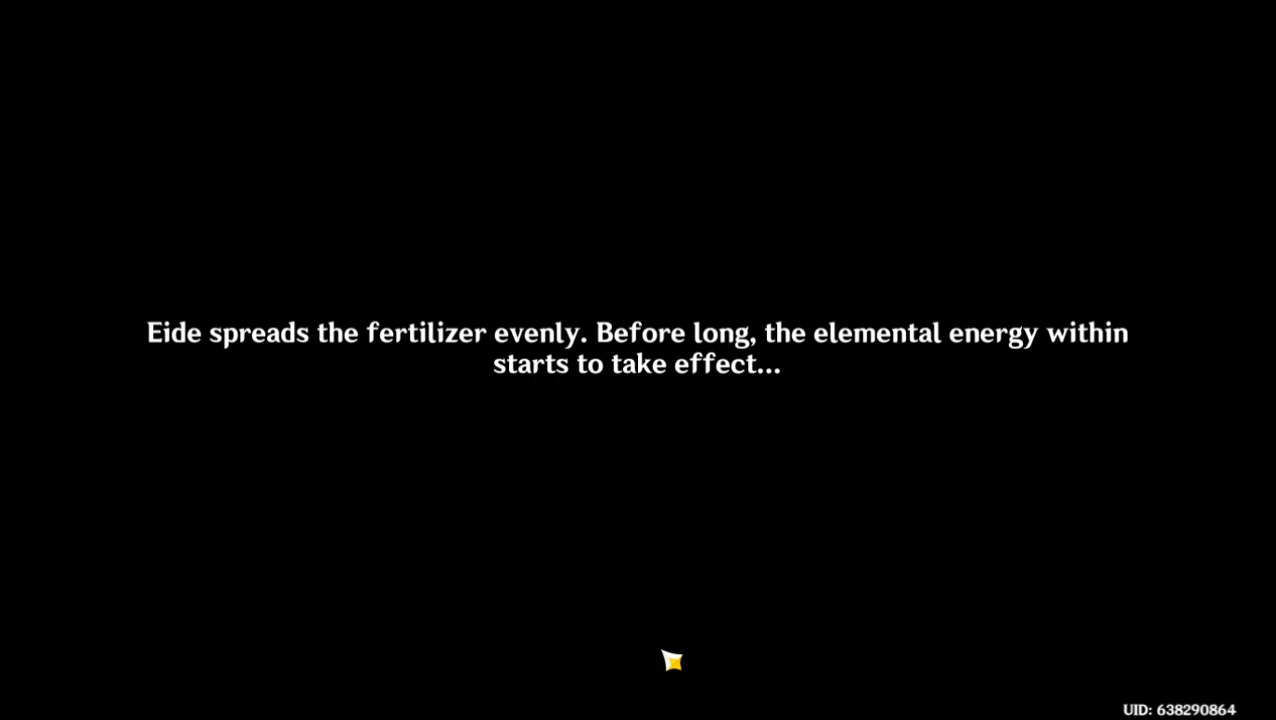 Eide spreads the fertilizer evenly. Before long, the elemental energy within
starts to take effect...
UID: 638290864